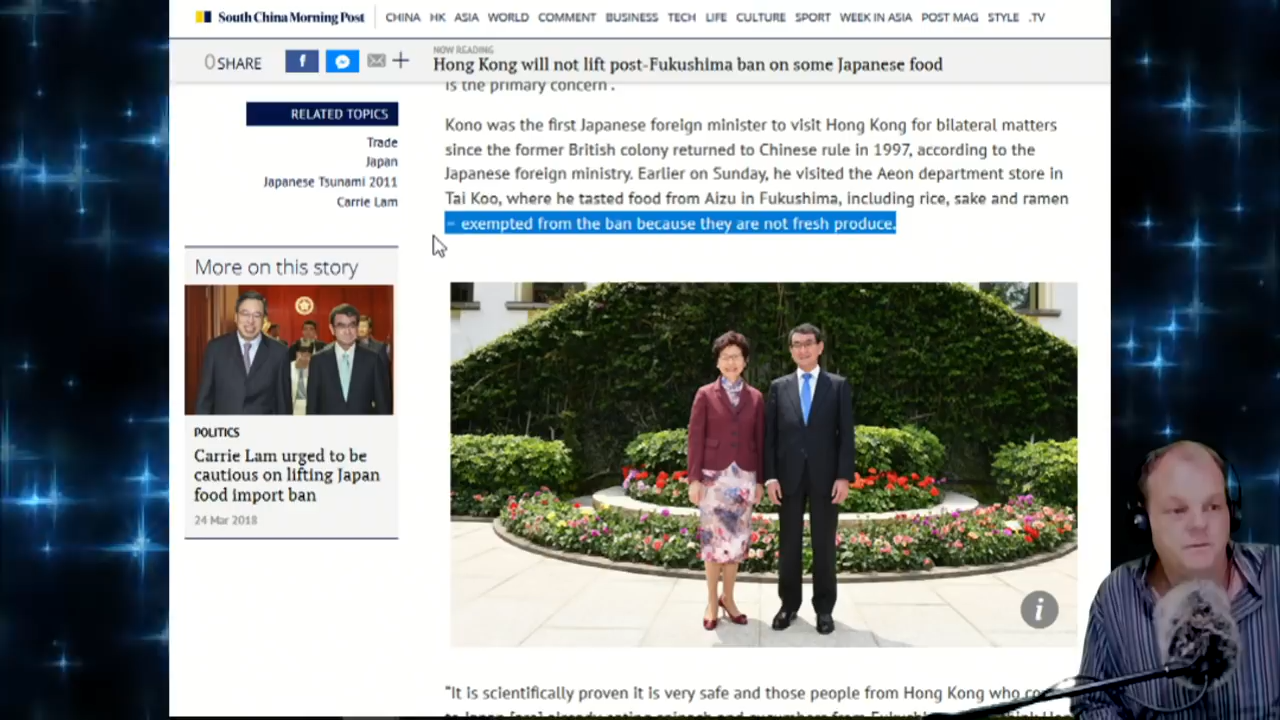 South China Morning Post
CHINA HK ASIA WORLD COMMENT BUSINESS TECH LIFE CULTURE SPORT WEEK IN ASIA POST MAG STYLE .TV
0 SHARE
f
+
NOW READING
Hong Kong will not lift post-Fukushima ban on some Japanese food
RELATED TOPICS
Trade
Japan
Japanese Tsunami 2011
Carrie Lam
More on this story
POLITICS
Carrie Lam urged to be
cautious on lifting Japan
food import ban
24 Mar 2018
is the primary concern".
Kono was the first Japanese foreign minister to visit Hong Kong for bilateral matters
since the former British colony returned to Chinese rule in 1997, according to the
Japanese foreign ministry. Earlier on Sunday, he visited the Aeon department store in
Tai Koo, where he tasted food from Aizu in Fukushima, including rice, sake and ramen
– exempted from the ban because they are not fresh produce.
i
“It is scientifically proven it is very safe and those people from Hong Kong who